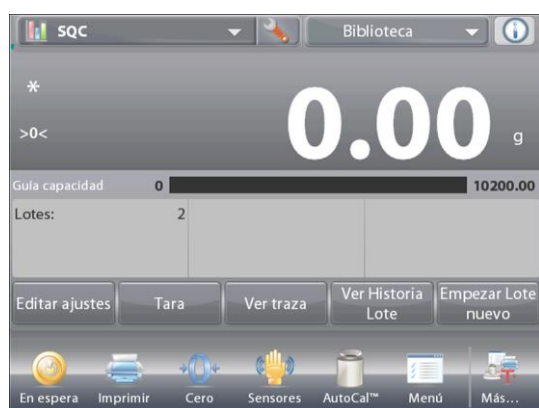 SQC Biblioteca
*
>0< 0.00 g
Guía capacidad 0 10200.00
Lotes: 2
Editar ajustes Tara Ver traza Ver Historia Lote Empezar Lote nuevo
En espera Imprimir Cero Sensores AutoCal™ Menú Más...